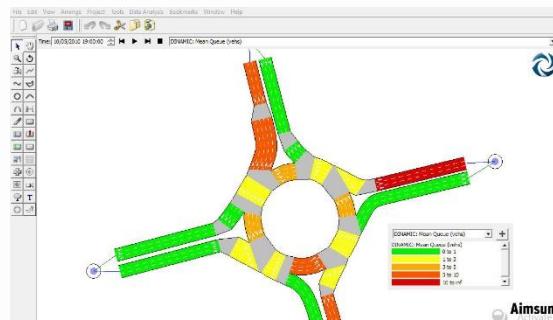 File Edit View Arrange Project Tools Data Analysis Bookmarks Window Help
Time: 10/05/2010 19:00:00 DINAMIC: Mean Queue (vehs)
DINAMIC: Mean Queue (vehs)
DINAMIC: Mean Queue (vehs)
0 to 1
1 to 2
2 to 3
3 to 10
10 to inf
Aimsun